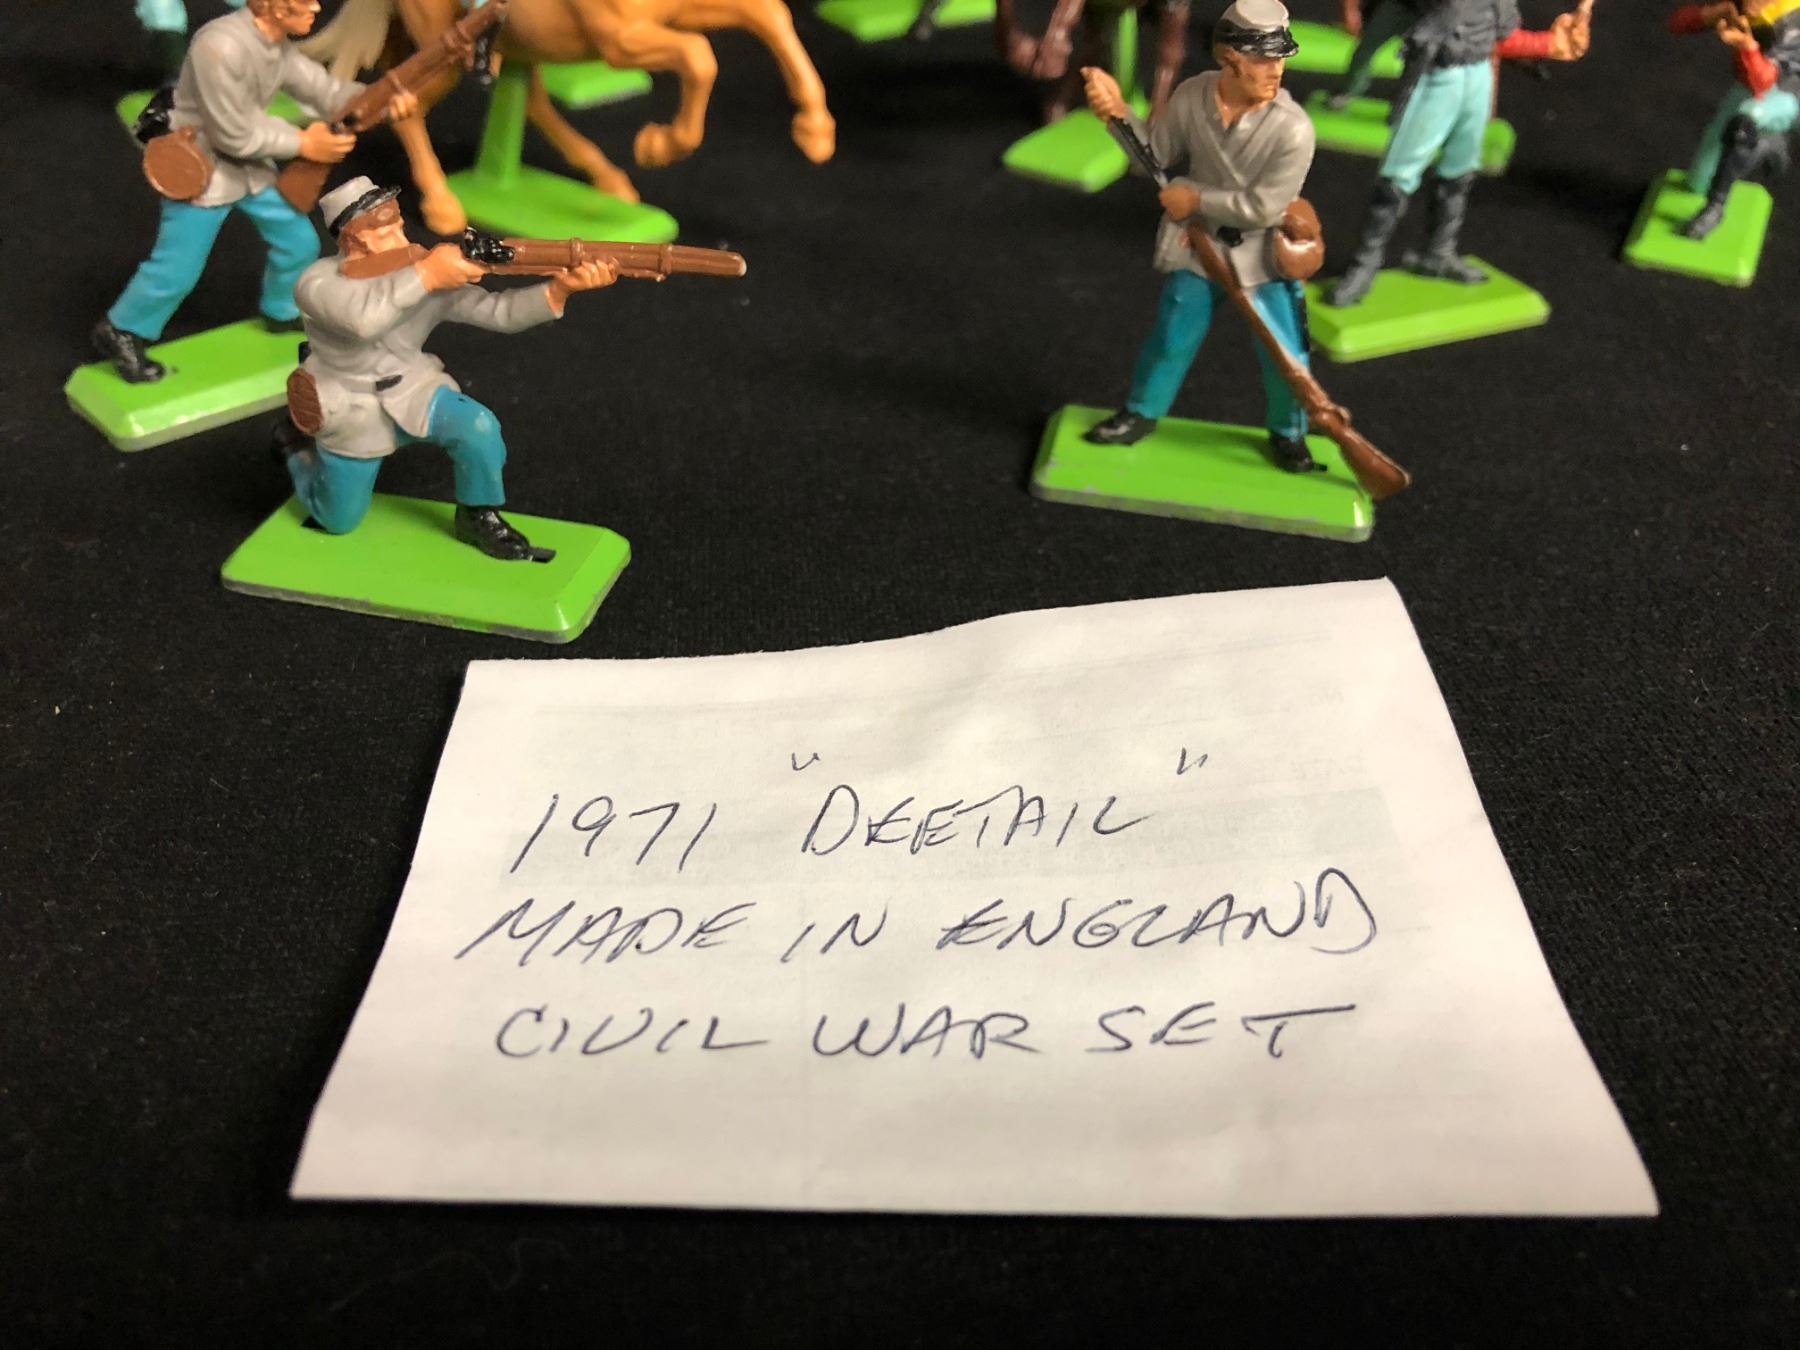 1971 "DEETAIL"
MADE IN ENGLAND
CIVIL WAR SET